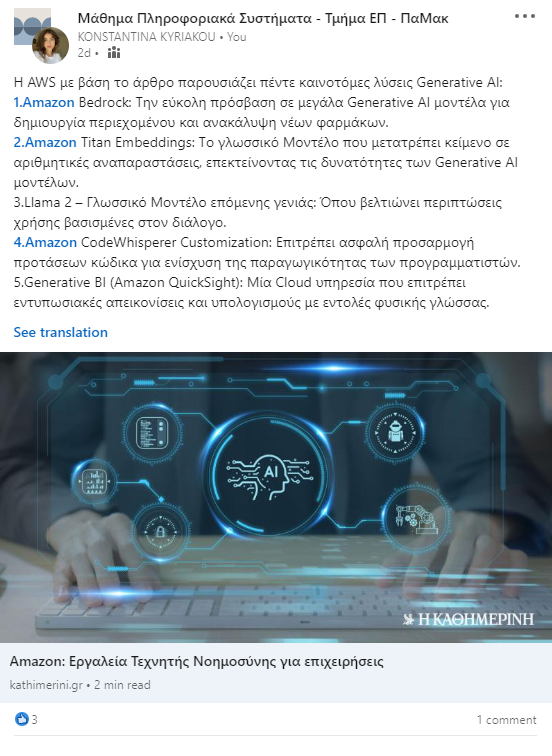 Μάθημα Πληροφοριακά Συστήματα - Τμήμα ΕΠ - ΠαΜακ
KONSTANTINA KYRIAKOU • You
2d •
Η AWS με βάση το άρθρο παρουσιάζει πέντε καινοτόμες λύσεις Generative AI:
1.Amazon Bedrock: Την εύκολη πρόσβαση σε μεγάλα Generative AI μοντέλα για
δημιουργία περιεχομένου και ανακάλυψη νέων φαρμάκων.
2.Amazon Titan Embeddings: Το γλωσσικό Μοντέλο που μετατρέπει κείμενο σε
αριθμητικές αναπαραστάσεις, επεκτείνοντας τις δυνατότητες των Generative AI
μοντέλων.
3.Llama 2 – Γλωσσικό Μοντέλο επόμενης γενιάς: Όπου βελτιώνει περιπτώσεις
χρήσης βασισμένες στον διάλογο.
4.Amazon CodeWhisperer Customization: Επιτρέπει ασφαλή προσαρμογή
προτάσεων κώδικα για ενίσχυση της παραγωγικότητας των προγραμματιστών.
5.Generative BI (Amazon QuickSight): Μία Cloud υπηρεσία που επιτρέπει
εντυπωσιακές απεικονίσεις και υπολογισμούς με εντολές φυσικής γλώσσας.
See translation
AI
Η ΚΑΘΗΜΕΡΙΝΗ
Amazon: Εργαλεία Τεχνητής Νοημοσύνης για επιχειρήσεις
kathimerini.gr • 2 min read
3
1 comment